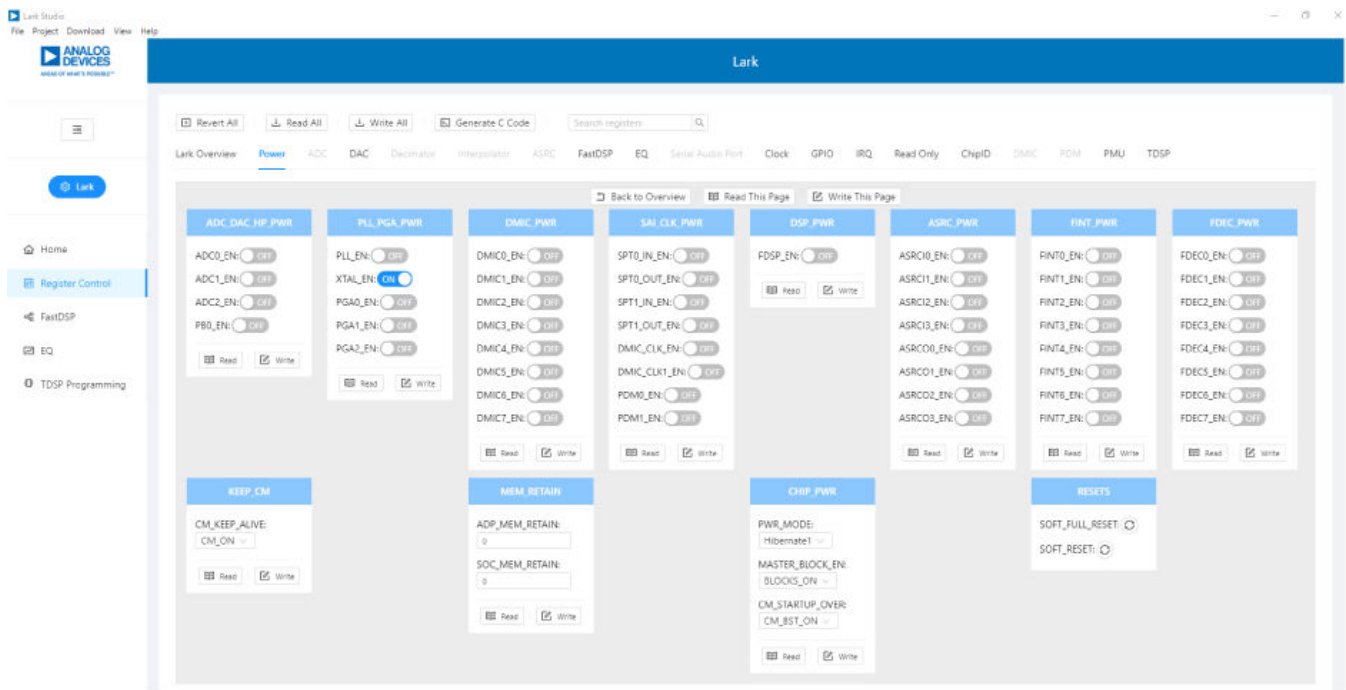 Lark Studio
File Project Download View Help
ANALOG
DEVICES
AHEAD OF WHAT'S POSSIBLE™
Lark
Revert All Read All Write All Generate C Code Search registers
Lark Overview Power ADC DAC Decimator Interpolator ASRC FastDSP EQ Serial Audio Port Clock GPIO IRQ Read Only ChipID DMIC PDM PMU TDSP
Lark
Home
Register Control
FastDSP
EQ
TDSP Programming
Back to Overview Read This Page Write This Page
ADC_DAC_HP_PWR
ADC0_EN: OFF
ADC1_EN: OFF
ADC2_EN: OFF
PB0_EN: OFF
Read Write
PLL_PGA_PWR
PLL_EN: OFF
XTAL_EN: ON
PGA0_EN: OFF
PGA1_EN: OFF
PGA2_EN: OFF
Read Write
DMIC_PWR
DMIC0_EN: OFF
DMIC1_EN: OFF
DMIC2_EN: OFF
DMIC3_EN: OFF
DMIC4_EN: OFF
DMIC5_EN: OFF
DMIC6_EN: OFF
DMIC7_EN: OFF
Read Write
SAI_CLK_PWR
SPT0_IN_EN: OFF
SPT0_OUT_EN: OFF
SPT1_IN_EN: OFF
SPT1_OUT_EN: OFF
DMIC_CLK_EN: OFF
DMIC_CLK1_EN: OFF
PDM0_EN: OFF
PDM1_EN: OFF
Read Write
DSP_PWR
FDSP_EN: OFF
Read Write
ASRC_PWR
ASRCI0_EN: OFF
ASRCI1_EN: OFF
ASRCI2_EN: OFF
ASRCI3_EN: OFF
ASRCO0_EN: OFF
ASRCO1_EN: OFF
ASRCO2_EN: OFF
ASRCO3_EN: OFF
Read Write
FINT_PWR
FINT0_EN: OFF
FINT1_EN: OFF
FINT2_EN: OFF
FINT3_EN: OFF
FINT4_EN: OFF
FINT5_EN: OFF
FINT6_EN: OFF
FINT7_EN: OFF
Read Write
FDEC_PWR
FDEC0_EN: OFF
FDEC1_EN: OFF
FDEC2_EN: OFF
FDEC3_EN: OFF
FDEC4_EN: OFF
FDEC5_EN: OFF
FDEC6_EN: OFF
FDEC7_EN: OFF
Read Write
KEEP_CM
CM_KEEP_ALIVE:
CM_ON
Read Write
MEM_RETAIN
ADP_MEM_RETAIN:
0
SOC_MEM_RETAIN:
0
Read Write
CHIP_PWR
PWR_MODE:
Hibernate1
MASTER_BLOCK_EN:
BLOCKS_ON
CM_STARTUP_OVER:
CM_BST_ON
Read Write
RESETS
SOFT_FULL_RESET:
SOFT_RESET: